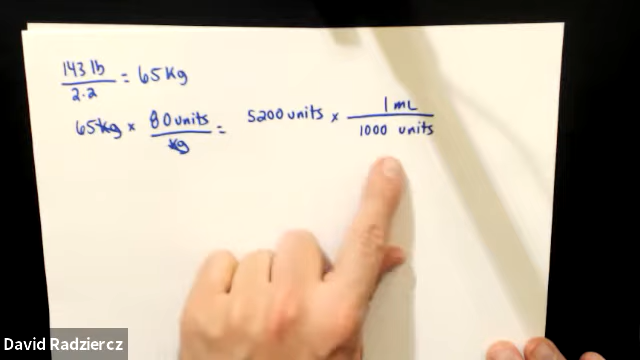 143 lb
2.2 = 65 Kg
65 kg × 80 units = 5200 units × 1 mL
kg 1000 units
David Radziercz